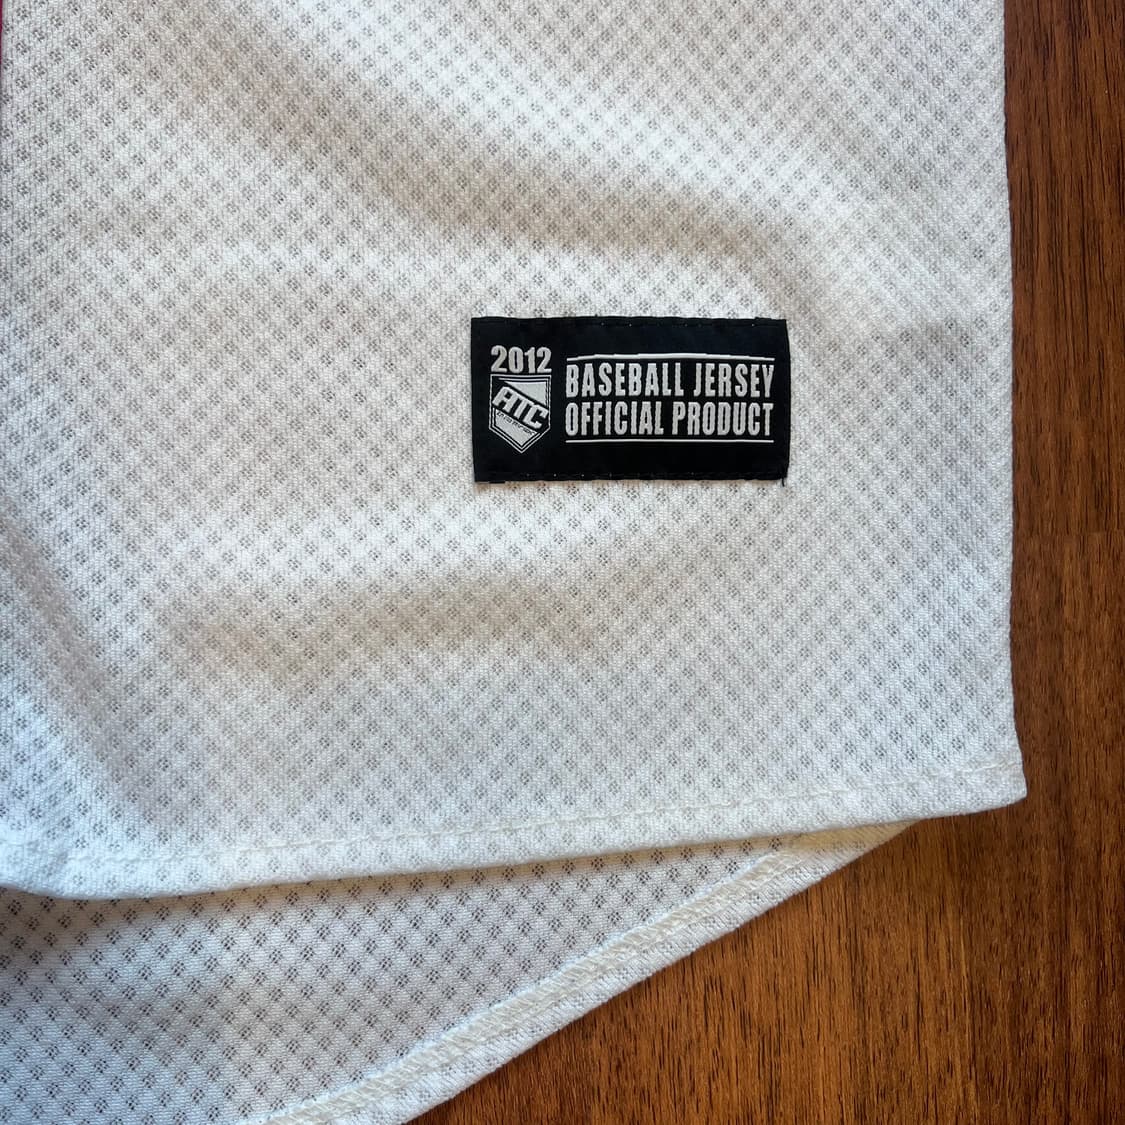 2012
ATC
BASEBALL JERSEY
OFFICIAL PRODUCT